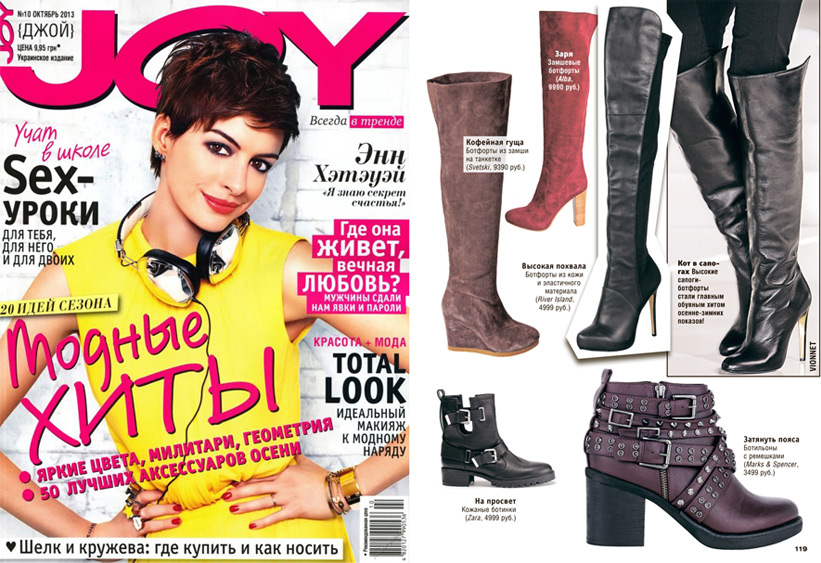 №10 ОКТЯБРЬ 2013
{ДЖОЙ}
ЦЕНА 9,95 грн*
Украинское издание
JOY
JOY
Всегда в тренде
Учат
в школе
Sex-
УРОКИ
ДЛЯ ТЕБЯ,
ДЛЯ НЕГО
И ДЛЯ ДВОИХ
Энн
Хэтэуэй
«Я знаю секрет
счастья!»
Где она
живет,
вечная
любовь?
МУЖЧИНЫ СДАЛИ
НАМ ЯВКИ И ПАРОЛИ
20 ИДЕЙ СЕЗОНА
Модные
ХИТЫ
• ЯРКИЕ ЦВЕТА, МИЛИТАРИ, ГЕОМЕТРИЯ
• 50 ЛУЧШИХ АКСЕССУАРОВ ОСЕНИ
КРАСОТА + МОДА
TOTAL
LOOK
ИДЕАЛЬНЫЙ
МАКИЯЖ
К МОДНОМУ
НАРЯДУ
♥ Шелк и кружева: где купить и как носить
Заря
Замшевые
ботфорты
(Alba,
9990 руб.)
Кофейная гуща
Ботфорты из замши
на танкетке
(Svetski, 9390 руб.)
Высокая похвала
Ботфорты из кожи
и эластичного
материала
(River Island,
4999 руб.)
Кот в сапо-
гах Высокие
сапоги-
ботфорты
стали главным
обувным хитом
осенне-зимних
показов!
VIONNET
На просвет
Кожаные ботинки
(Zara, 4999 руб.)
Затянуть пояса
Ботильоны
с ремешками
(Marks & Spencer,
3499 руб.)
119